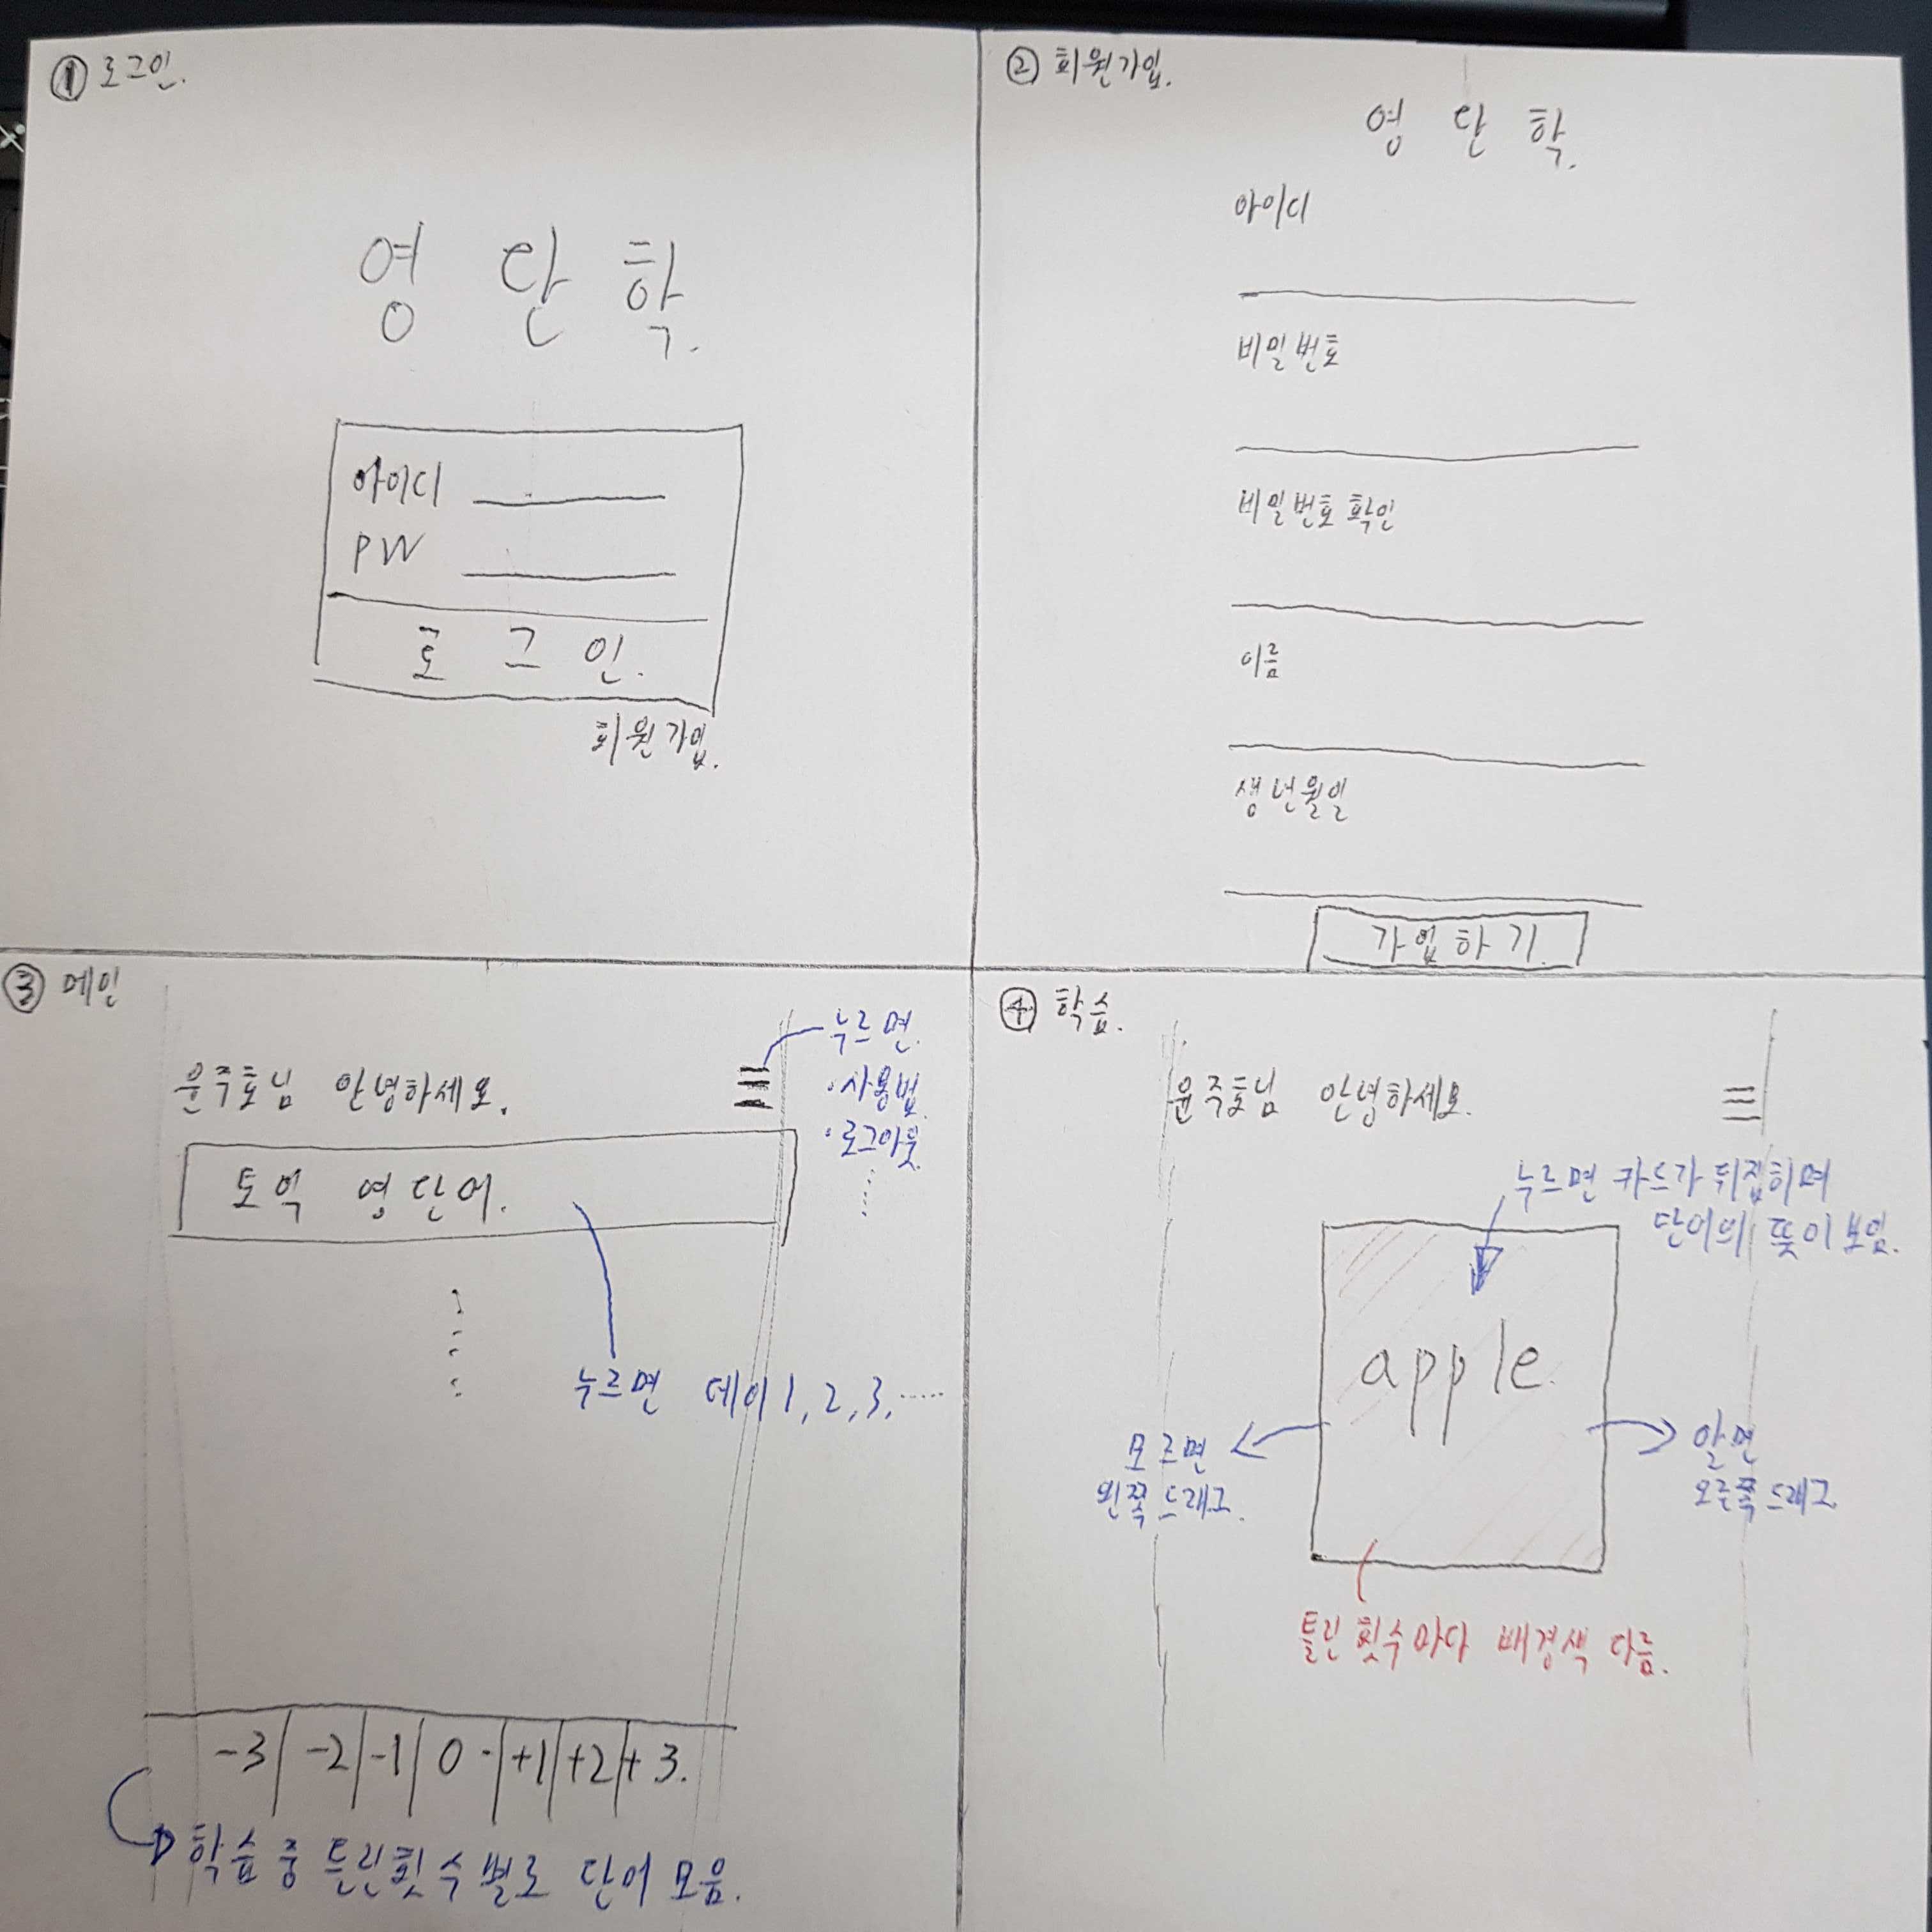 ① 로그인.
영 단 학.
아이디
PW
로 그 인.
회원가입.
② 회원가입.
영 단 학.
아이디
비밀번호
비밀번호 확인
이름
생년월일
가입하기.
③ 메인
누르면.
윤주호님 안녕하세요.
· 사용법.
· 로그아웃.
토익 영단어.
누르면 데이 1, 2, 3, ······
-3 -2 -1 0 +1 +2 +3.
학습 중 틀린횟수별로 단어 모음.
④ 학습.
윤주호님 안녕하세요.
누르면 카드가 뒤집히며
단어의 뜻이 보임.
apple.
모르면
왼쪽 드래그.
알면
오른쪽 드래그.
틀린 횟수마다 배경색 다름.